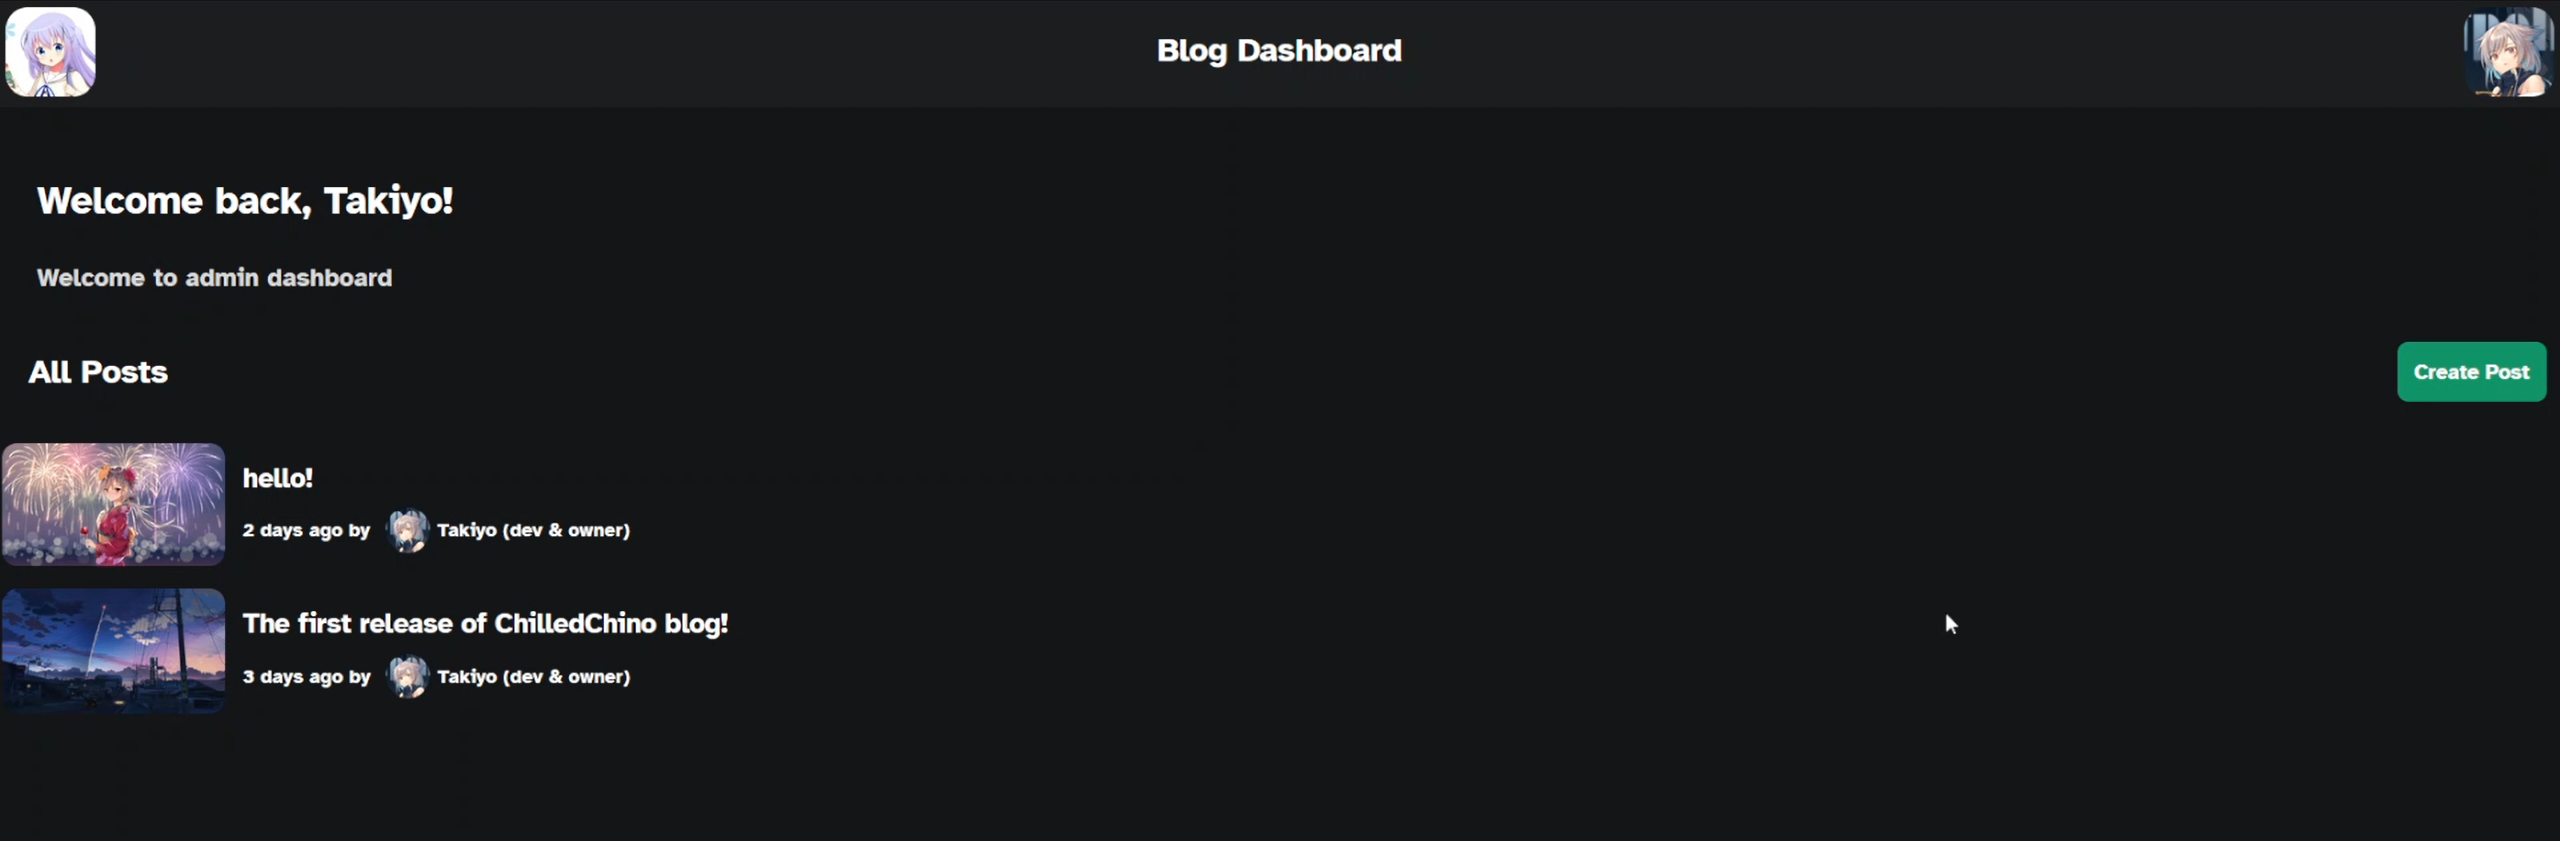 Blog Dashboard
Welcome back, Takiyo!
Welcome to admin dashboard
All Posts
Create Post
hello!
2 days ago by Takiyo (dev & owner)
The first release of ChilledChino blog!
3 days ago by Takiyo (dev & owner)